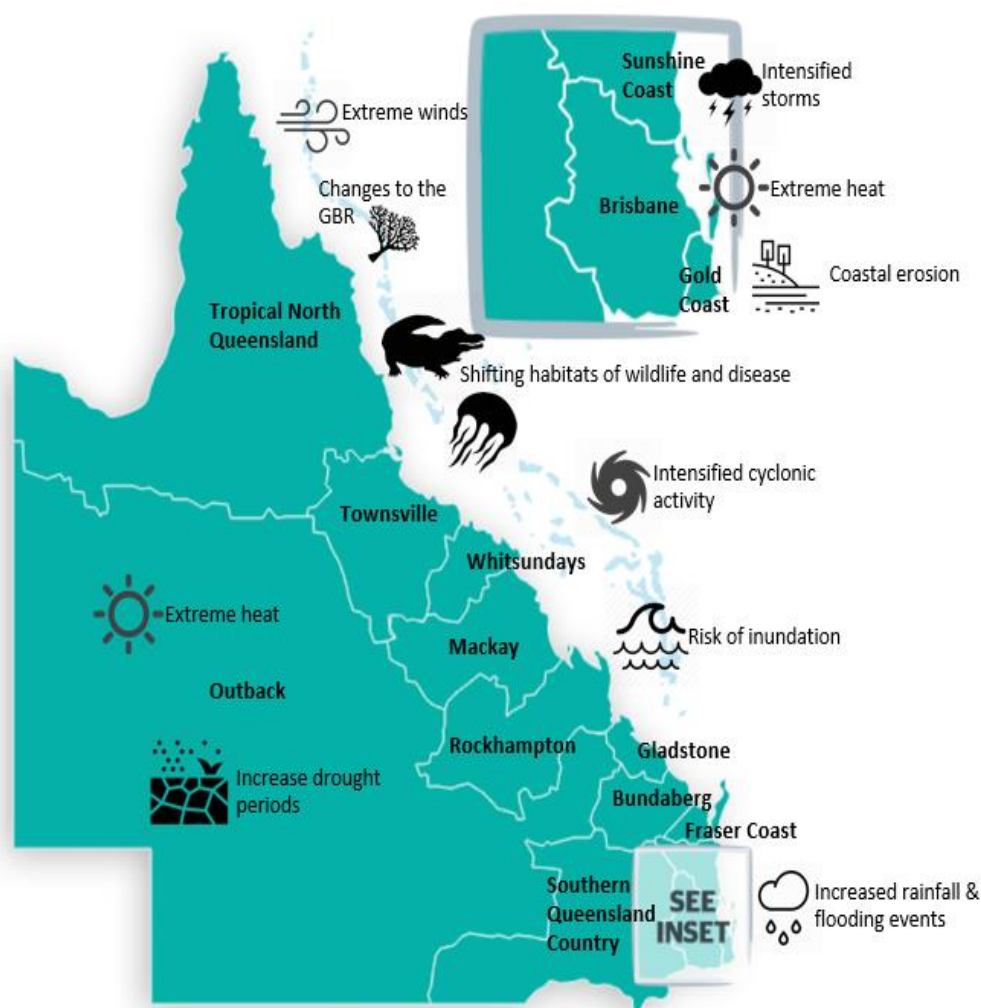 Sunshine
Coast
Intensified
storms
Extreme winds
Changes to the
GBR
Extreme heat
Brisbane
Coastal erosion
Gold
Coast
Tropical North
Queensland
Shifting habitats of wildlife and disease
Intensified cyclonic
activity
Townsville
Whitsundays
Extreme heat
Risk of inundation
Mackay
Outback
Rockhampton
Gladstone
Increase drought
periods
Bundaberg
Fraser Coast
Southern
Queensland
Country
SEE
INSET
Increased rainfall &
flooding events